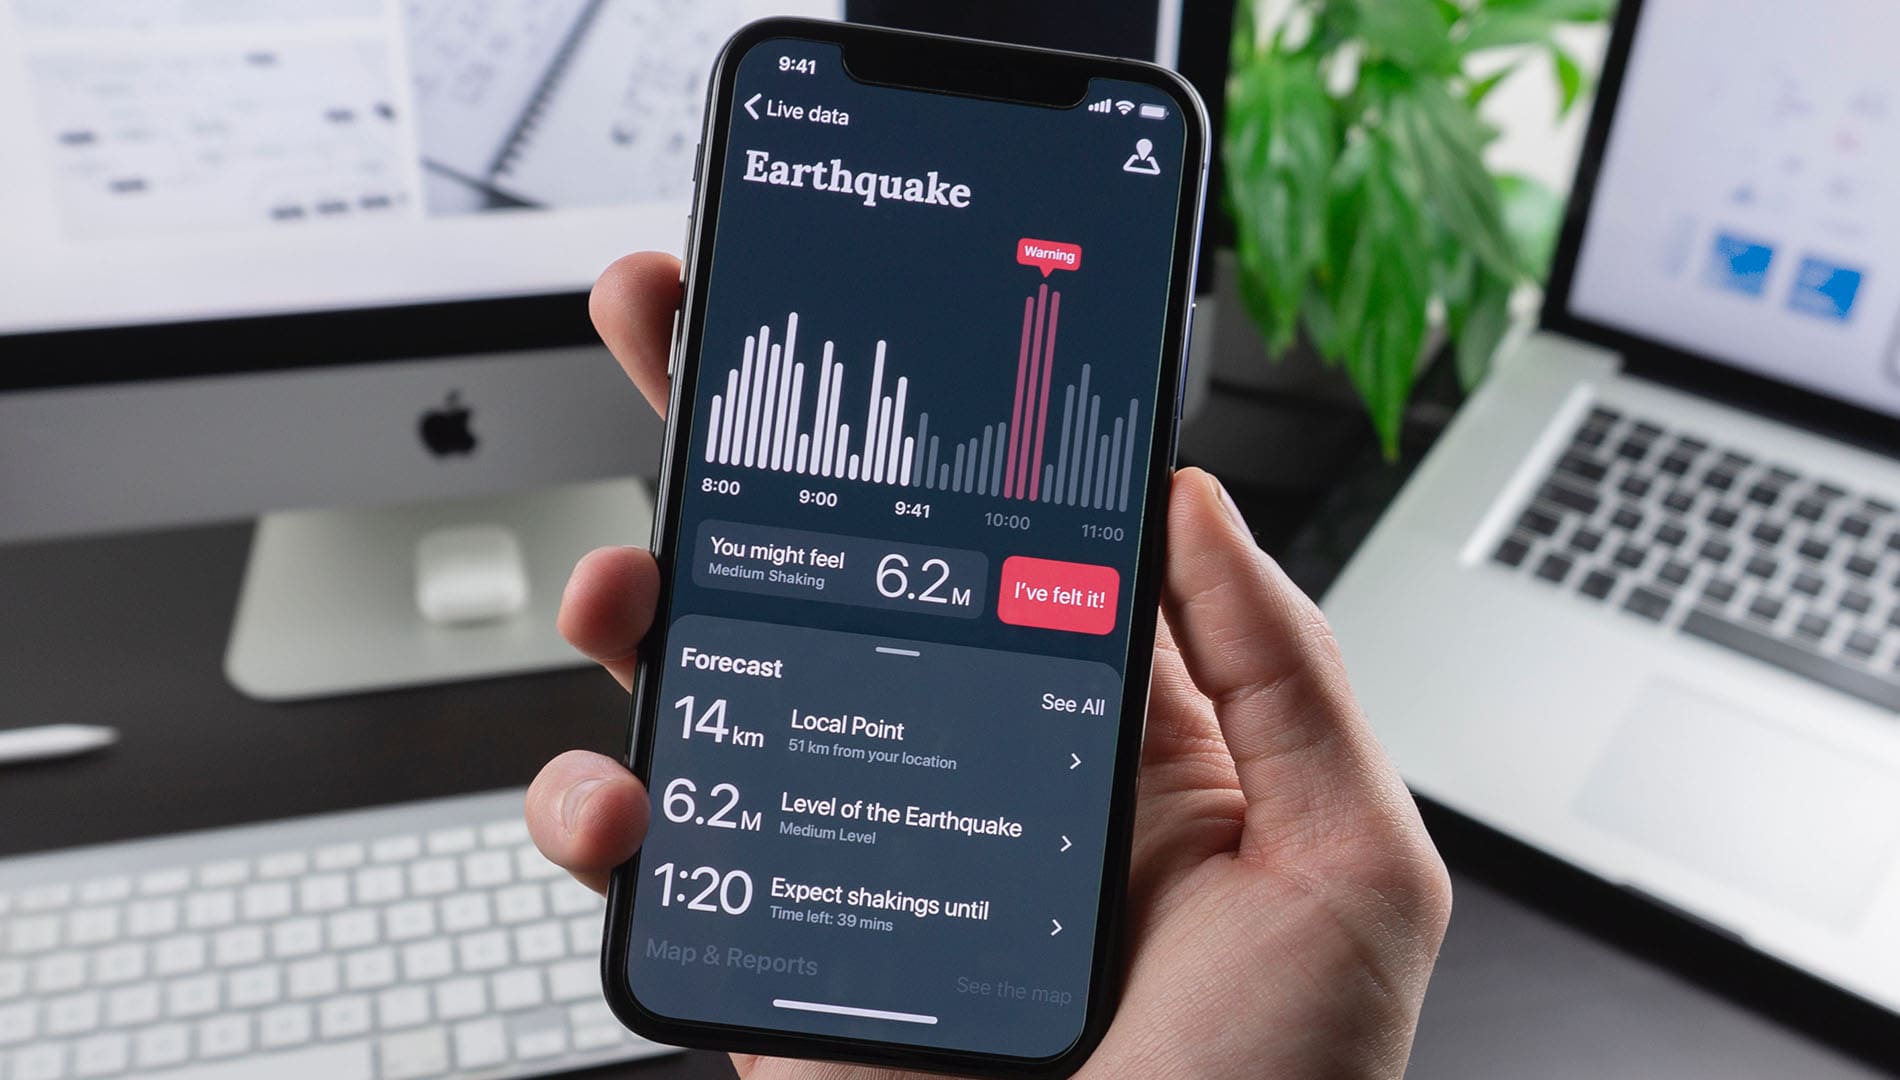 9:41
Live data
Earthquake
Warning
8:00 9:00 9:41 10:00 11:00
You might feel
Medium Shaking
6.2 M
I've felt it!
Forecast
See All
14 km
Local Point
51 km from your location
6.2 M
Level of the Earthquake
Medium Level
1:20
Expect shakings until
Time left: 39 mins
Map & Reports
See the map